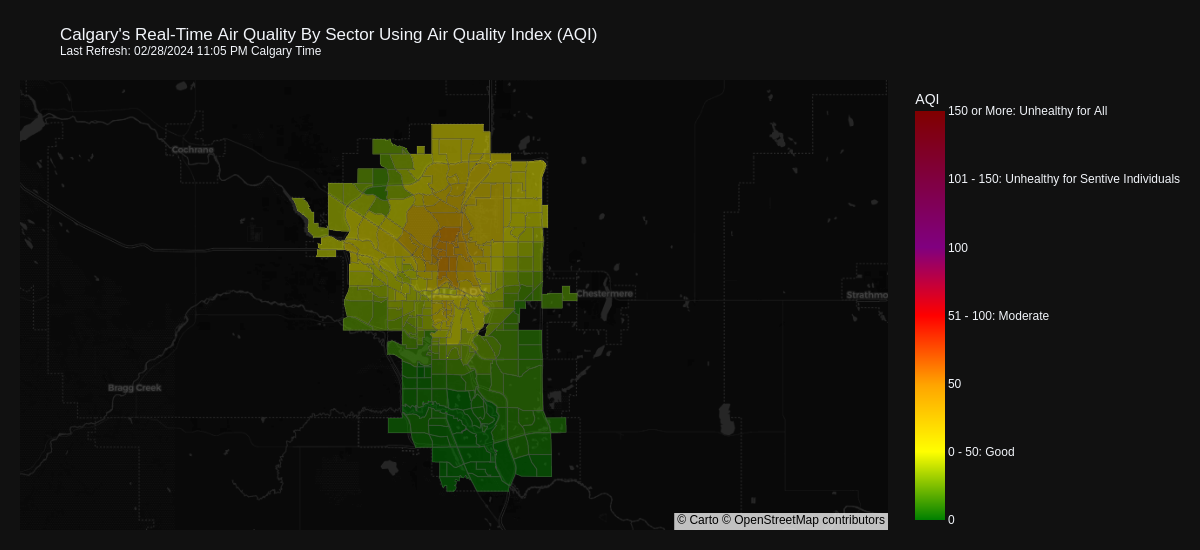 Calgary's Real-Time Air Quality By Sector Using Air Quality Index (AQI)
Last Refresh: 02/28/2024 11:05 PM Calgary Time
AQI
150 or More: Unhealthy for All
101 - 150: Unhealthy for Sentive Individuals
100
51 - 100: Moderate
50
0 - 50: Good
0
Cochrane
Chestermere
Strathmo
Bragg Creek
© Carto © OpenStreetMap contributors